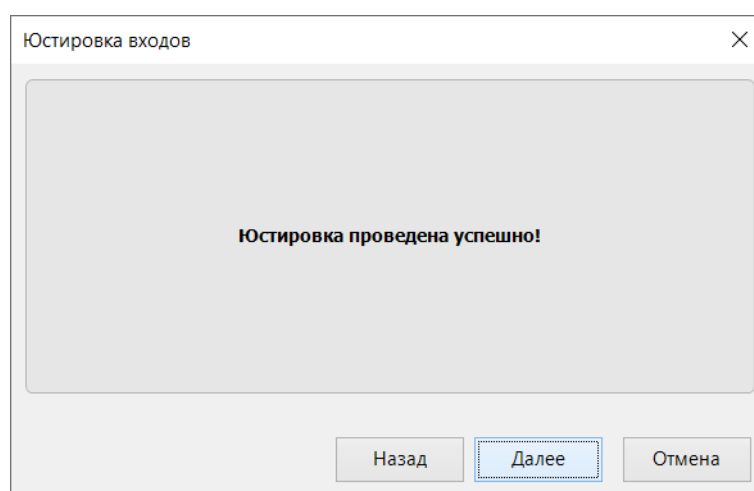 Юстировка входов
Юстировка проведена успешно!
Назад Далее Отмена